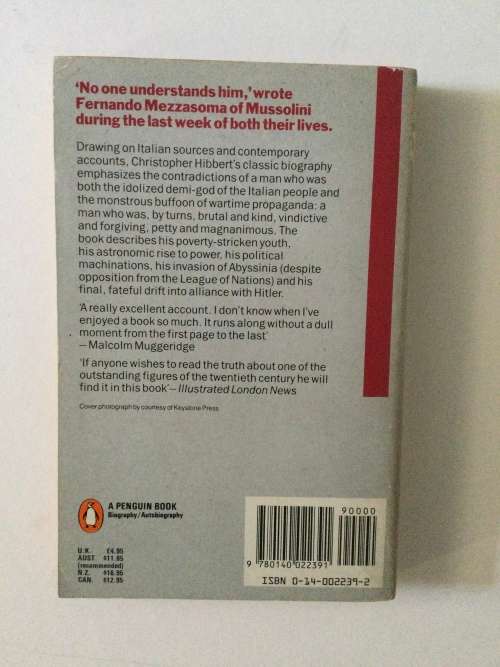 ‘No one understands him,’ wrote
Fernando Mezzasoma of Mussolini
during the last week of both their lives.
Drawing on Italian sources and contemporary
accounts, Christopher Hibbert's classic biography
emphasizes the contradictions of a man who was
both the idolized demi-god of the Italian people and
the monstrous buffoon of wartime propaganda: a
man who was, by turns, brutal and kind, vindictive
and forgiving, petty and magnanimous. The
book describes his poverty-stricken youth,
his astronomic rise to power, his political
machinations, his invasion of Abyssinia (despite
opposition from the League of Nations) and his
final, fateful drift into alliance with Hitler.
‘A really excellent account. I don't know when I've
enjoyed a book so much. It runs along without a dull
moment from the first page to the last’
– Malcolm Muggeridge
‘If anyone wishes to read the truth about one of the
outstanding figures of the twentieth century he will
find it in this book’ – Illustrated London News
Cover photograph by courtesy of Keystone Press
A PENGUIN BOOK
Biography/Autobiography
U.K. £4.95
AUST. $11.95
(recommended)
N.Z. $16.95
CAN. $12.95
90000
9 780140 022391
ISBN 0-14-002239-2